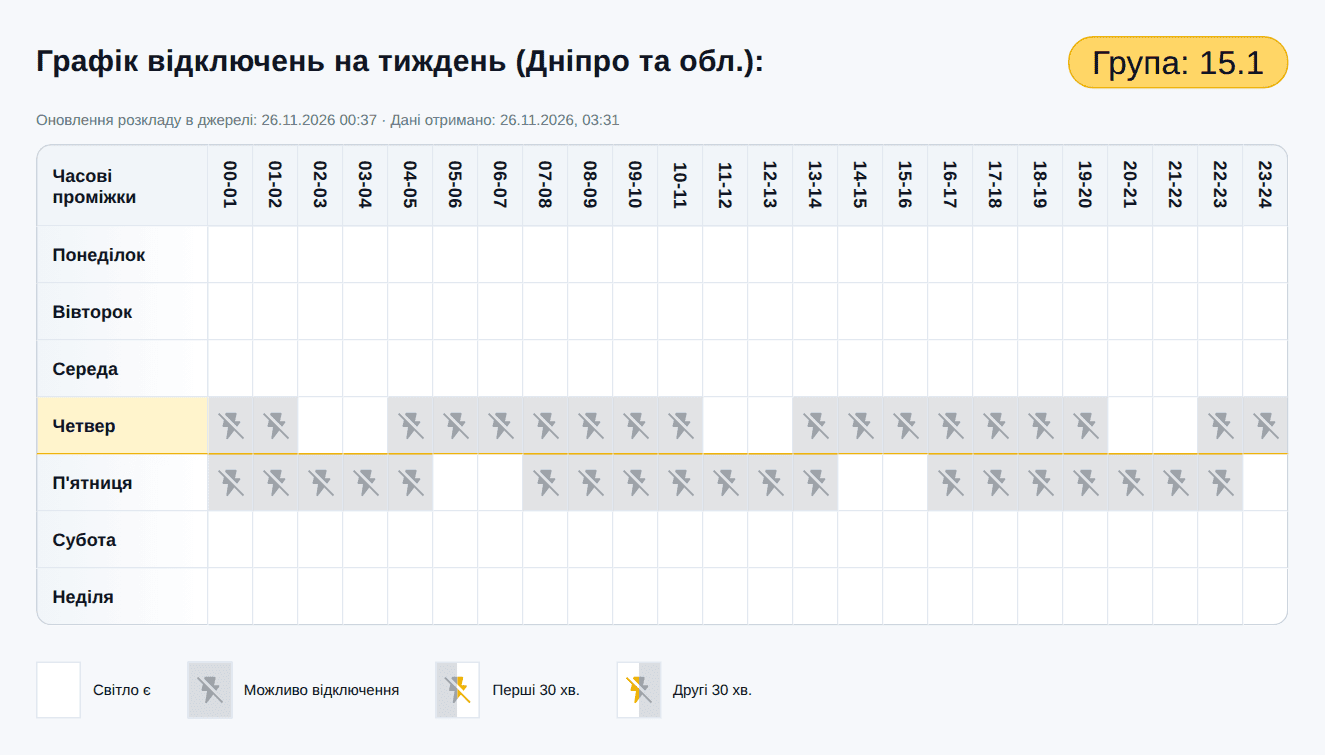 Графік відключень на тиждень (Дніпро та обл.):
Група: 15.1
Оновлення розкладу в джерелі: 26.11.2026 00:37 · Дані отримано: 26.11.2026, 03:31
Часові
проміжки
00-01
01-02
02-03
03-04
04-05
05-06
06-07
07-08
08-09
09-10
10-11
11-12
12-13
13-14
14-15
15-16
16-17
17-18
18-19
19-20
20-21
21-22
22-23
23-24
Понеділок
Вівторок
Середа
Четвер
П'ятниця
Субота
Неділя
Світло є
Можливо відключення
Перші 30 хв.
Другі 30 хв.